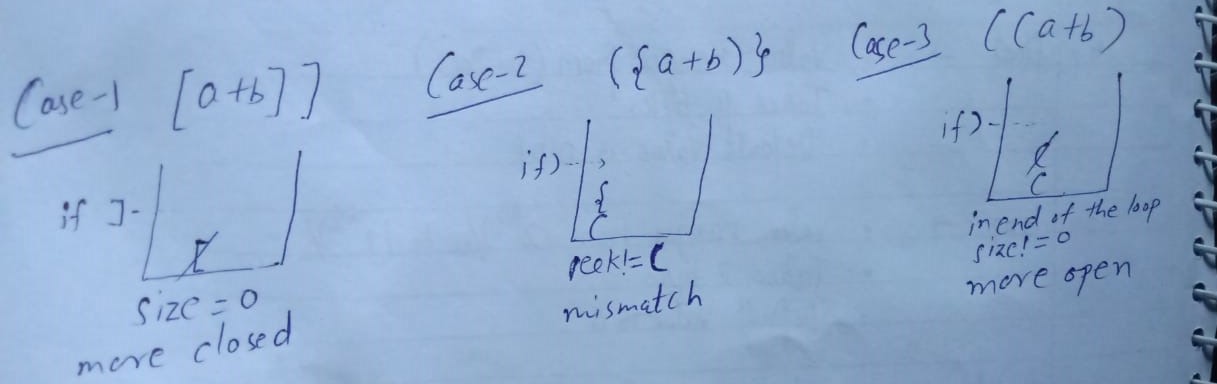 Case-1 [a+b]]
if ]-
[
size = 0
more closed
Case-2 ({a+b)}
if )-
{
(
peek != (
mismatch
Case-3 ((a+b)
if )-
(
(
in end of the loop
size != 0
more open